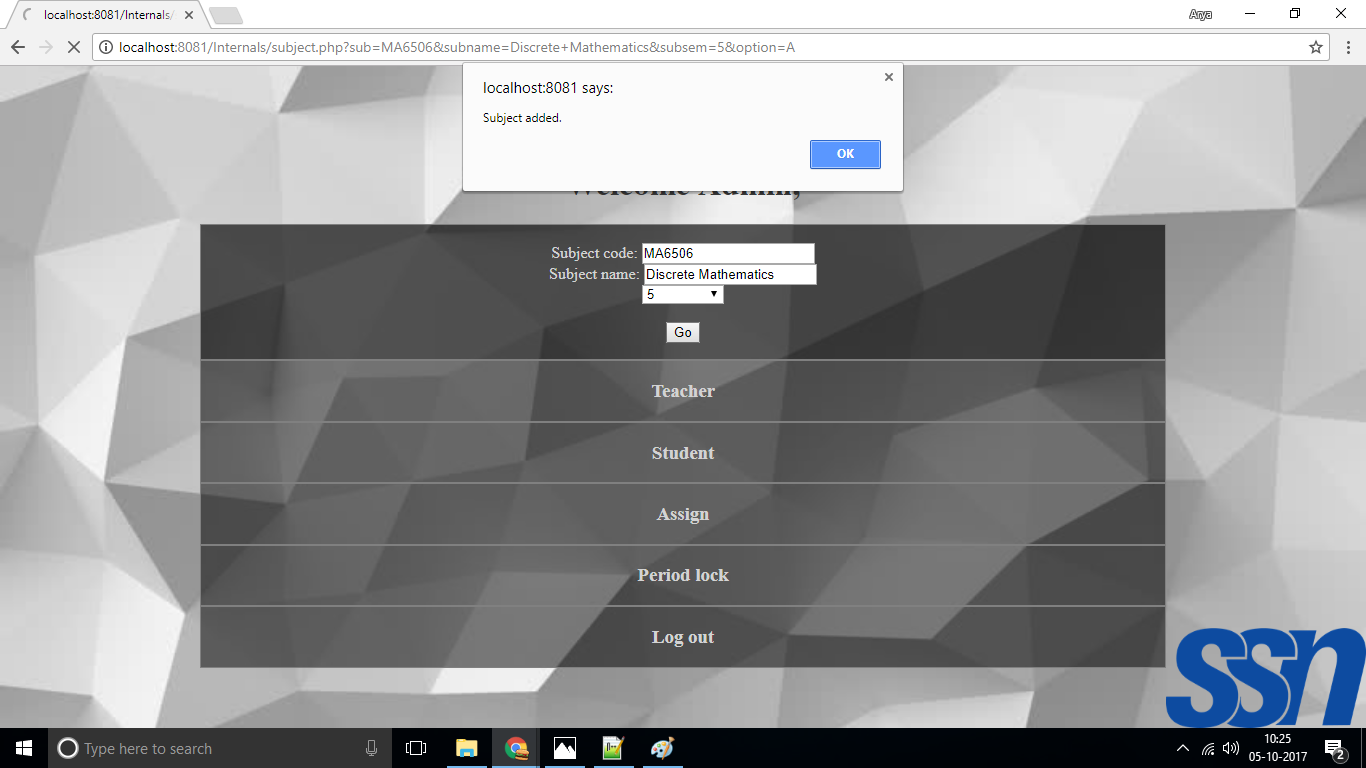 localhost:8081/Internals/
Arya
localhost:8081/Internals/subject.php?sub=MA6506&subname=Discrete+Mathematics&subsem=5&option=A
localhost:8081 says:
Subject added.
OK
Welcome Admin,
Subject code: MA6506
Subject name: Discrete Mathematics
5
Go
Teacher
Student
Assign
Period lock
Log out
ssn
Type here to search
10:25
05-10-2017
2